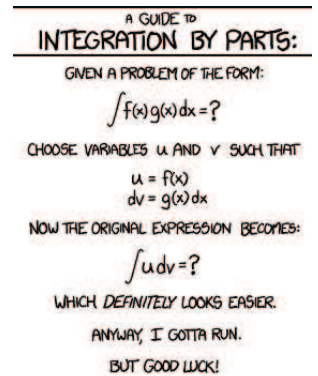 A GUIDE TO
INTEGRATION BY PARTS:
GIVEN A PROBLEM OF THE FORM:
∫f(x)g(x)dx=?
CHOOSE VARIABLES u AND v SUCH THAT
u = f(x)
dv = g(x)dx
NOW THE ORIGINAL EXPRESSION BECOMES:
∫udv=?
WHICH DEFINITELY LOOKS EASIER.
ANYWAY, I GOTTA RUN.
BUT GOOD LUCK!